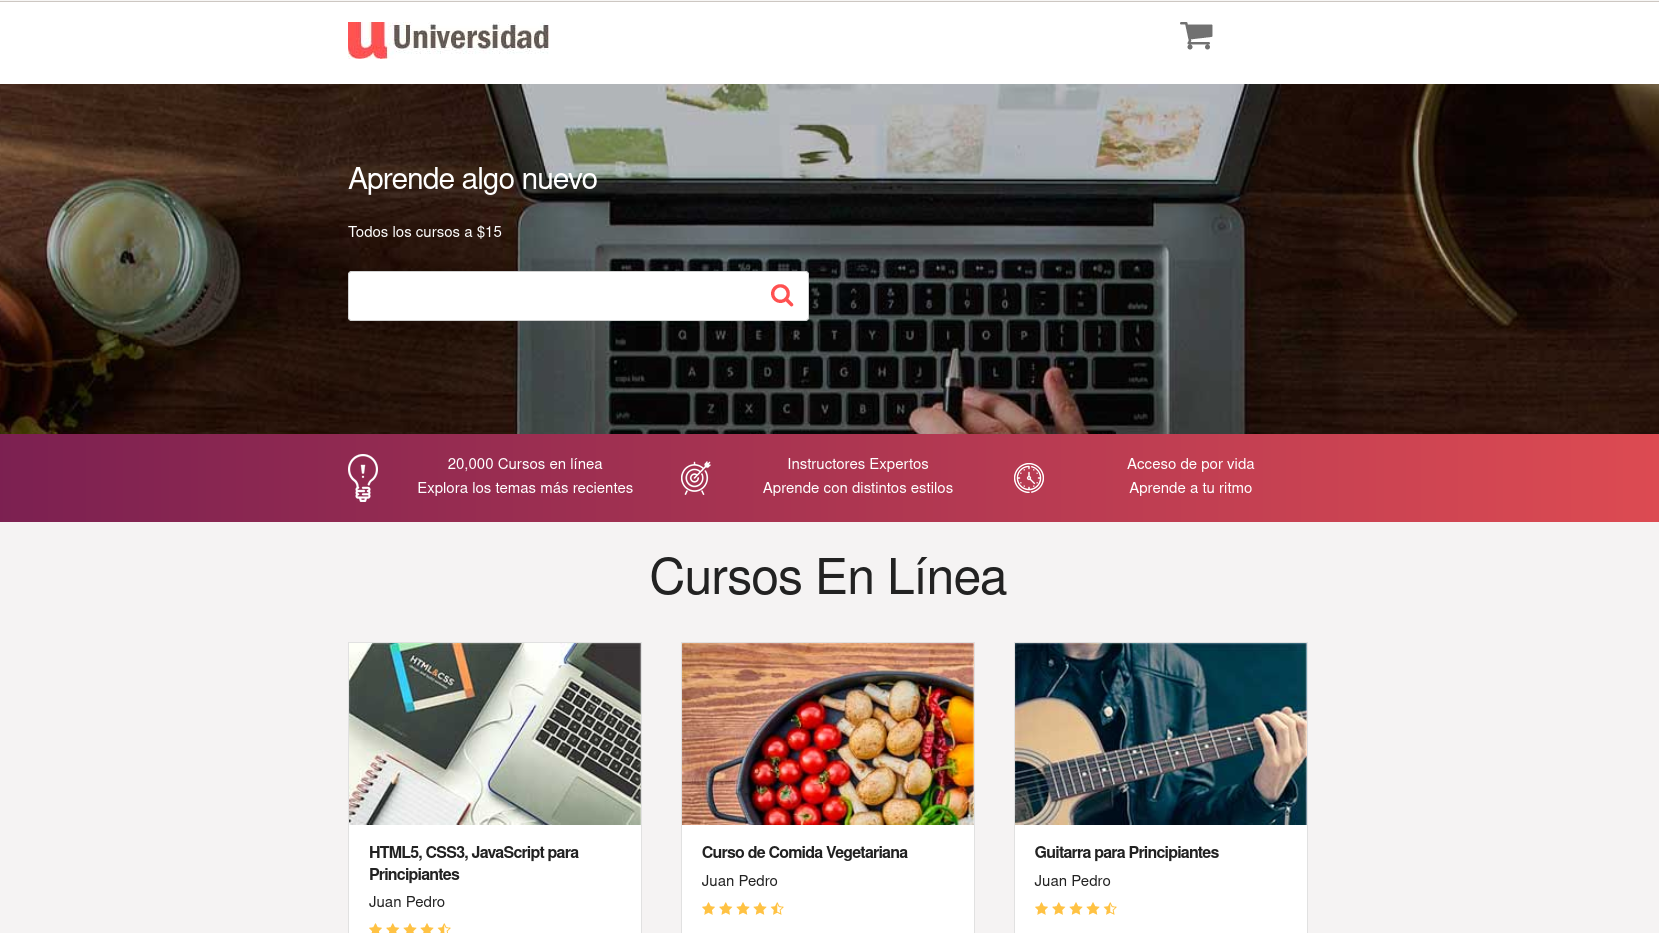 Universidad
Aprende algo nuevo
Todos los cursos a $15
20,000 Cursos en línea
Explora los temas más recientes
Instructores Expertos
Aprende con distintos estilos
Acceso de por vida
Aprende a tu ritmo
Cursos En Línea
HTML&CSS
HTML5, CSS3, JavaScript para
Principiantes
Juan Pedro
Curso de Comida Vegetariana
Juan Pedro
Guitarra para Principiantes
Juan Pedro